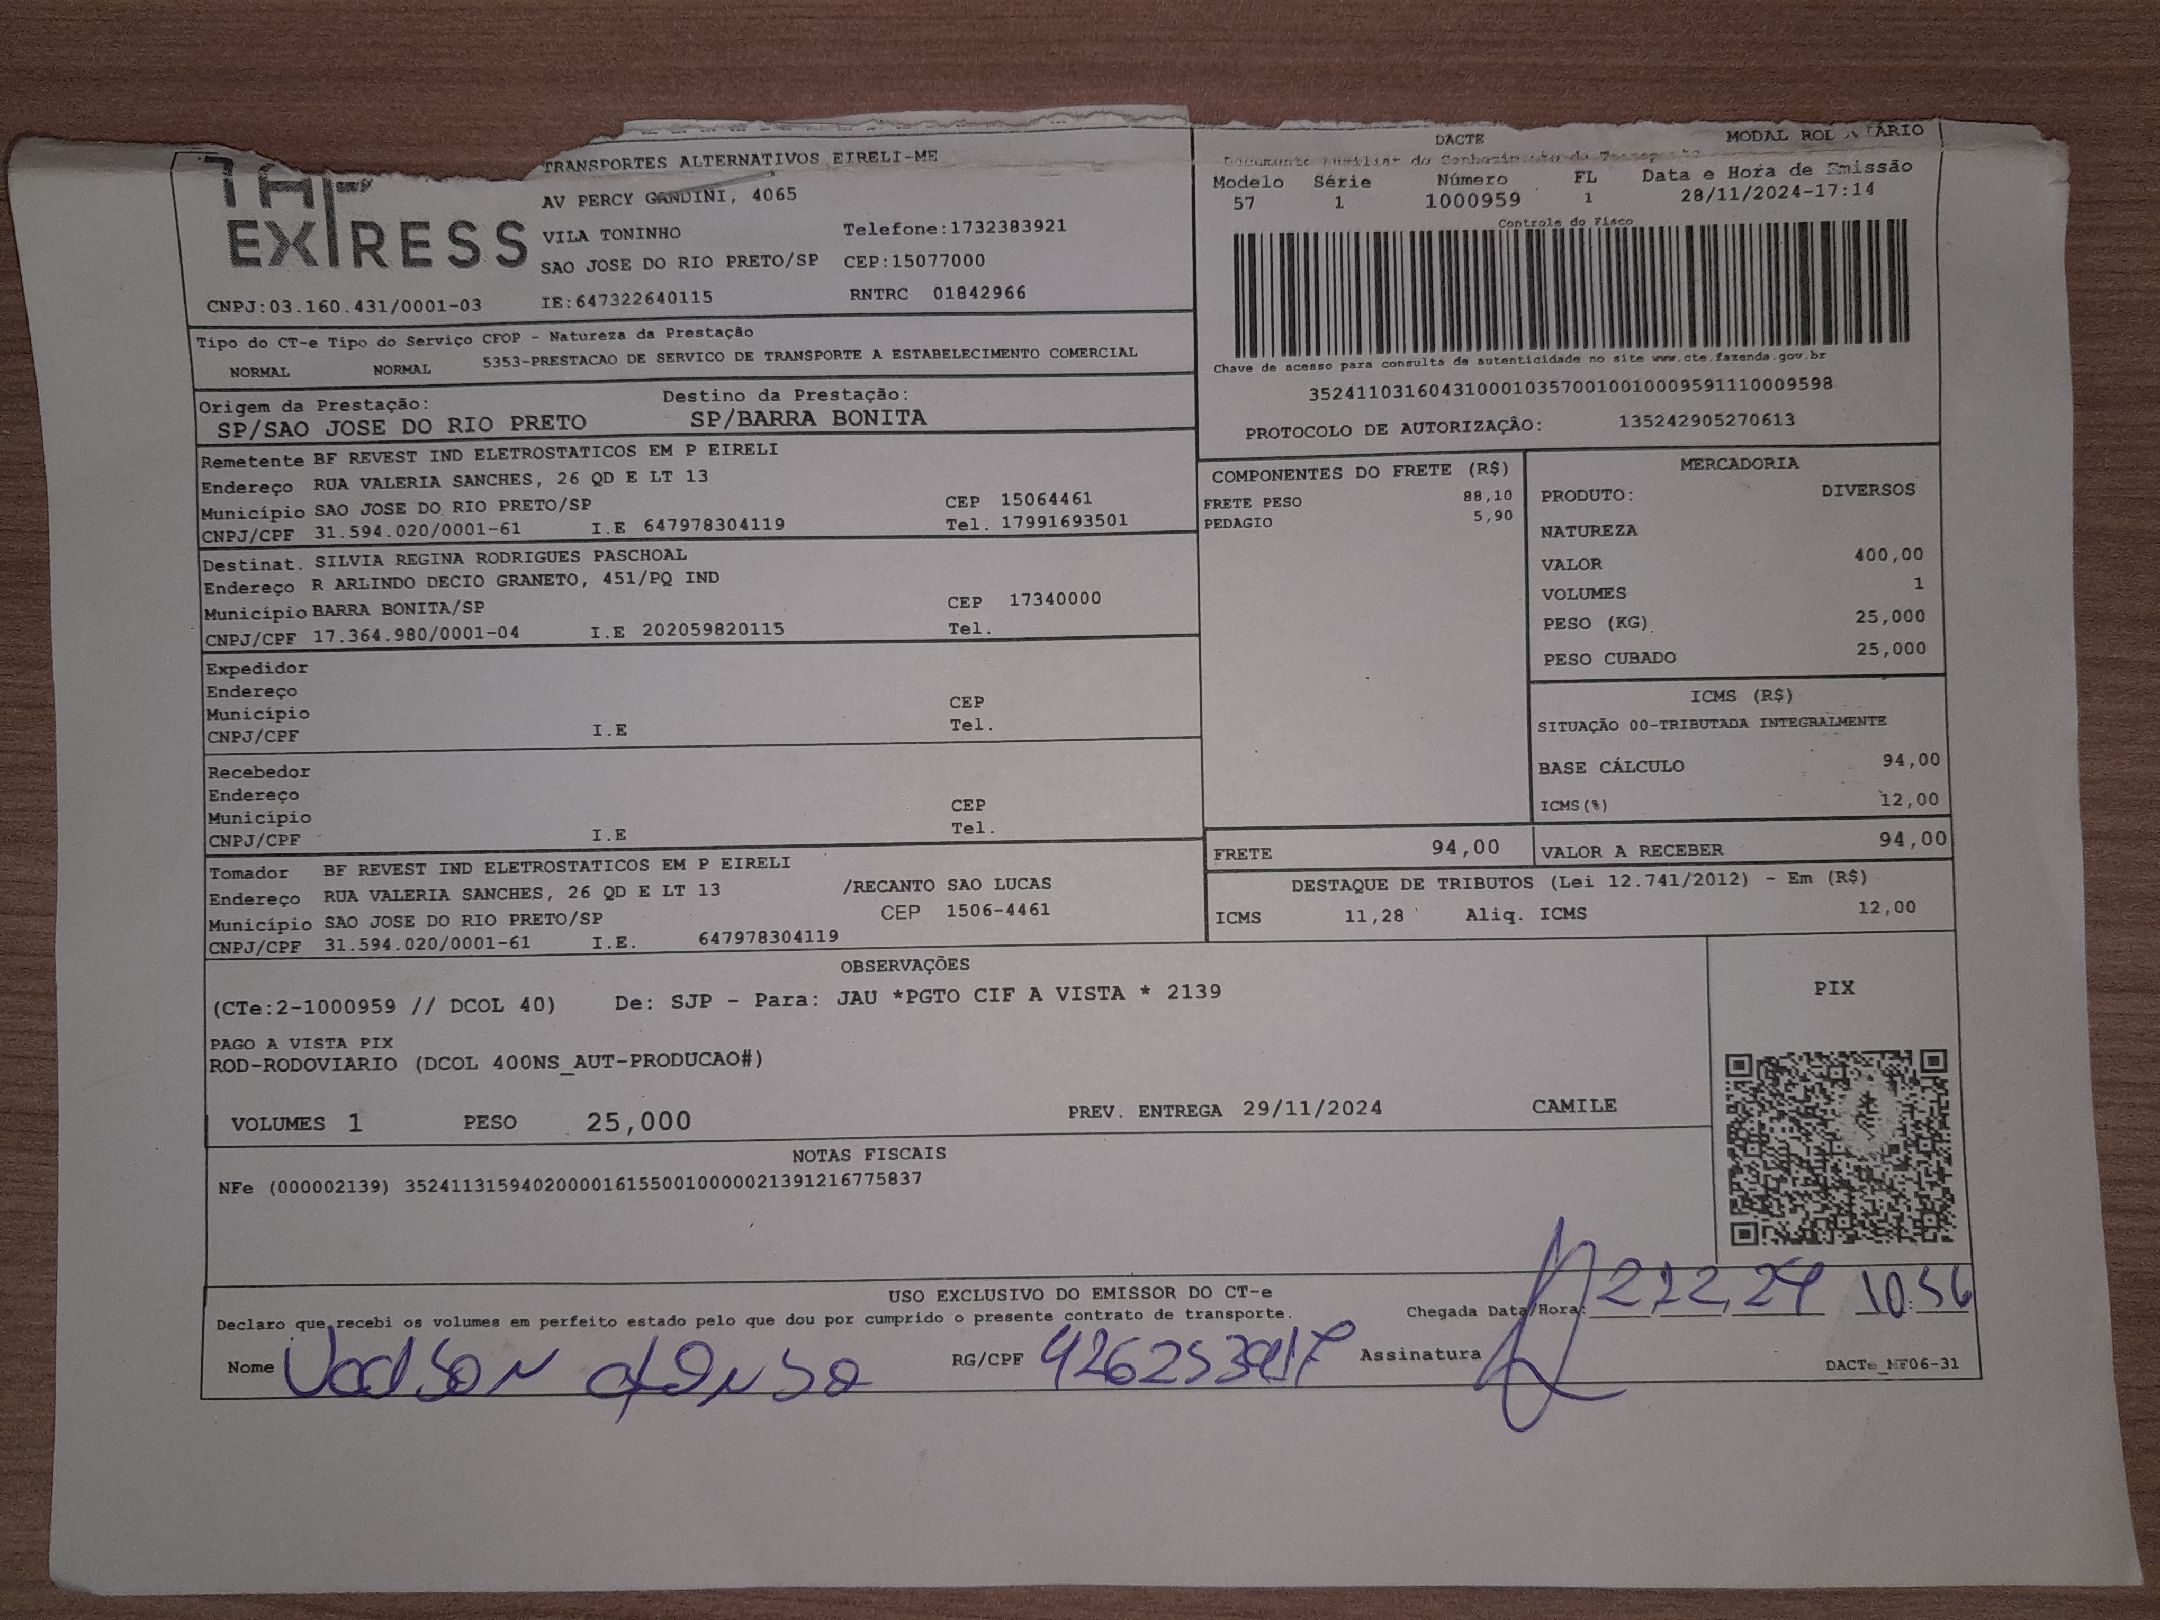 TRANSPORTES ALTERNATIVOS EIRELI-ME
AV PERCY GANDINI, 4065
VILA TONINHO Telefone:1732383921
EXPRESS
SAO JOSE DO RIO PRETO/SP CEP:15077000
CNPJ:03.160.431/0001-03 IE:647322640115 RNTRC 01842966
DACTE MODAL RODOVIÁRIO
Documento Auxiliar do Conhecimento de Transporte
Modelo Série Número FL Data e Hora de Emissão
57 1 1000959 1 28/11/2024-17:14
Controle do Fisco
Chave de acesso para consulta de autenticidade no site www.cte.fazenda.gov.br
35241103160431000103570010010009591110009598
PROTOCOLO DE AUTORIZAÇÃO: 135242905270613
Tipo do CT-e Tipo do Serviço CFOP - Natureza da Prestação
NORMAL NORMAL 5353-PRESTACAO DE SERVICO DE TRANSPORTE A ESTABELECIMENTO COMERCIAL
Origem da Prestação: Destino da Prestação:
SP/SAO JOSE DO RIO PRETO SP/BARRA BONITA
Remetente BF REVEST IND ELETROSTATICOS EM P EIRELI
Endereço RUA VALERIA SANCHES, 26 QD E LT 13
Município SAO JOSE DO RIO PRETO/SP CEP 15064461
CNPJ/CPF 31.594.020/0001-61 I.E 647978304119 Tel. 17991693501
Destinat. SILVIA REGINA RODRIGUES PASCHOAL
Endereço R ARLINDO DECIO GRANETO, 451/PQ IND
Município BARRA BONITA/SP CEP 17340000
CNPJ/CPF 17.364.980/0001-04 I.E 202059820115 Tel.
Expedidor
Endereço
Município CEP
CNPJ/CPF I.E Tel.
Recebedor
Endereço
Município CEP
CNPJ/CPF I.E Tel.
Tomador BF REVEST IND ELETROSTATICOS EM P EIRELI
Endereço RUA VALERIA SANCHES, 26 QD E LT 13 /RECANTO SAO LUCAS
Município SAO JOSE DO RIO PRETO/SP CEP 1506-4461
CNPJ/CPF 31.594.020/0001-61 I.E. 647978304119
COMPONENTES DO FRETE (R$)
FRETE PESO 88,10
PEDAGIO 5,90
MERCADORIA
PRODUTO: DIVERSOS
NATUREZA
VALOR 400,00
VOLUMES 1
PESO (KG) 25,000
PESO CUBADO 25,000
ICMS (R$)
SITUAÇÃO 00-TRIBUTADA INTEGRALMENTE
BASE CÁLCULO 94,00
ICMS(%) 12,00
FRETE 94,00 VALOR A RECEBER 94,00
DESTAQUE DE TRIBUTOS (Lei 12.741/2012) - Em (R$)
ICMS 11,28 Aliq. ICMS 12,00
OBSERVAÇÕES
(CTe:2-1000959 // DCOL 40) De: SJP - Para: JAU *PGTO CIF A VISTA * 2139
PAGO A VISTA PIX
ROD-RODOVIARIO (DCOL 400NS_AUT-PRODUCAO#)
VOLUMES 1 PESO 25,000 PREV. ENTREGA 29/11/2024 CAMILE
PIX
NOTAS FISCAIS
NFe (000002139) 35241131594020000161550010000021391216775837
USO EXCLUSIVO DO EMISSOR DO CT-e
Declaro que recebi os volumes em perfeito estado pelo que dou por cumprido o presente contrato de transporte. Chegada Data/Hora: 10:56
Nome RG/CPF Assinatura DACTe_MF06-31